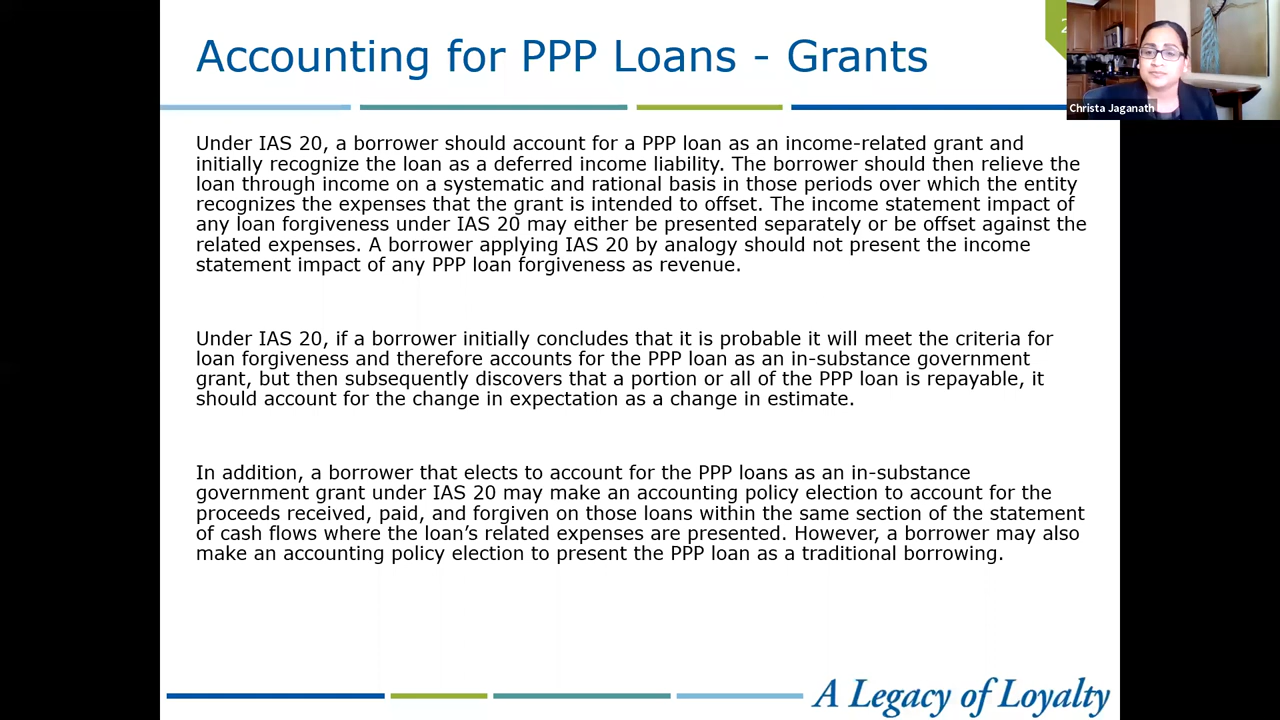 Accounting for PPP Loans - Grants
2
Christa Jaganath
Under IAS 20, a borrower should account for a PPP loan as an income-related grant and
initially recognize the loan as a deferred income liability. The borrower should then relieve the
loan through income on a systematic and rational basis in those periods over which the entity
recognizes the expenses that the grant is intended to offset. The income statement impact of
any loan forgiveness under IAS 20 may either be presented separately or be offset against the
related expenses. A borrower applying IAS 20 by analogy should not present the income
statement impact of any PPP loan forgiveness as revenue.
Under IAS 20, if a borrower initially concludes that it is probable it will meet the criteria for
loan forgiveness and therefore accounts for the PPP loan as an in-substance government
grant, but then subsequently discovers that a portion or all of the PPP loan is repayable, it
should account for the change in expectation as a change in estimate.
In addition, a borrower that elects to account for the PPP loans as an in-substance
government grant under IAS 20 may make an accounting policy election to account for the
proceeds received, paid, and forgiven on those loans within the same section of the statement
of cash flows where the loan’s related expenses are presented. However, a borrower may also
make an accounting policy election to present the PPP loan as a traditional borrowing.
A Legacy of Loyalty